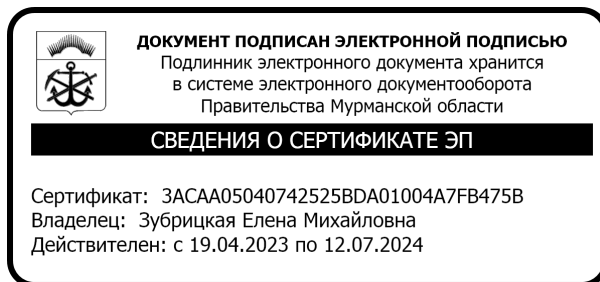 ДОКУМЕНТ ПОДПИСАН ЭЛЕКТРОННОЙ ПОДПИСЬЮ
Подлинник электронного документа хранится
в системе электронного документооборота
Правительства Мурманской области
СВЕДЕНИЯ О СЕРТИФИКАТЕ ЭП
Сертификат: 3ACAA05040742525BDA01004A7FB475B
Владелец: Зубрицкая Елена Михайловна
Действителен: с 19.04.2023 по 12.07.2024